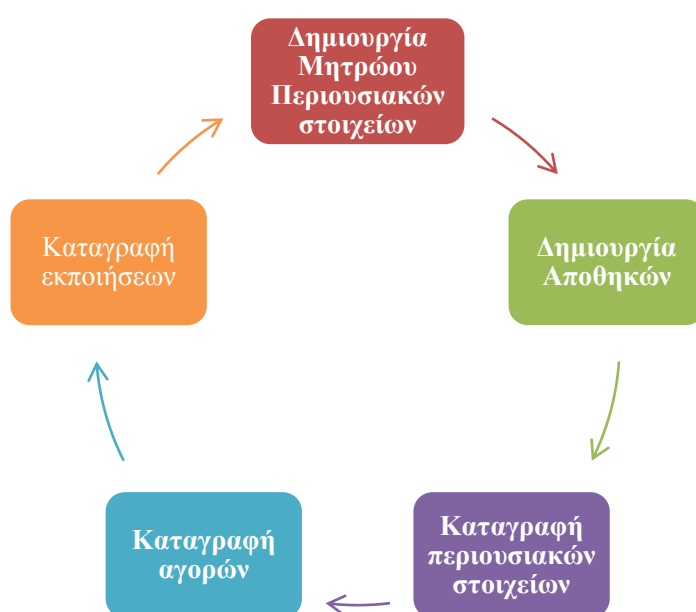 Δημιουργία
Μητρώου
Περιουσιακών
στοιχείων
Δημιουργία
Αποθηκών
Καταγραφή
περιουσιακών
στοιχείων
Καταγραφή
αγορών
Καταγραφή
εκποιήσεων